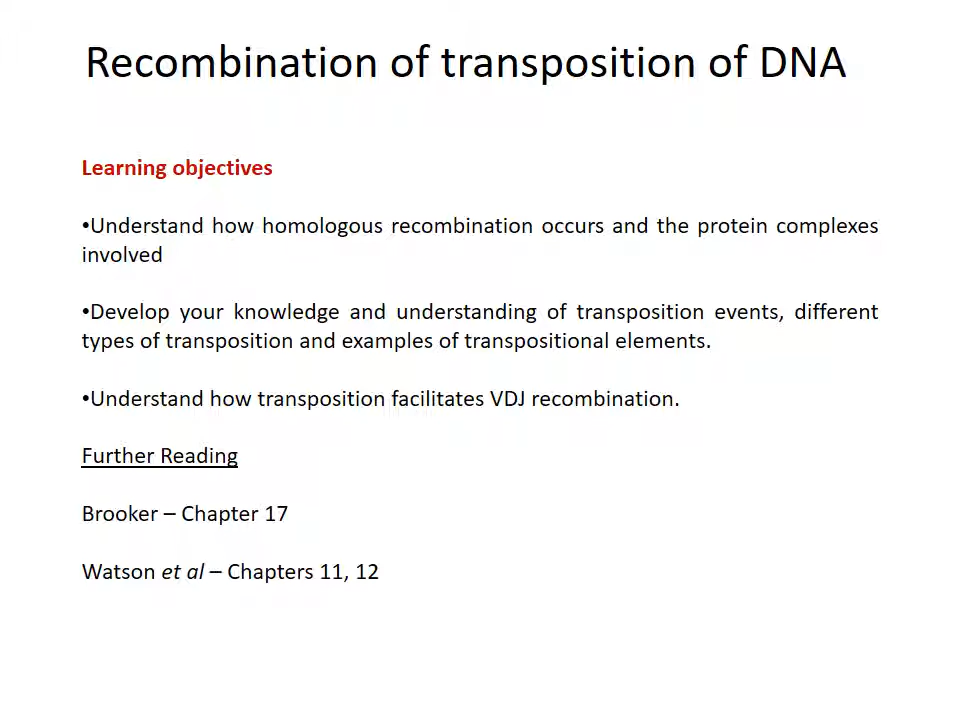 Recombination of transposition of DNA
Learning objectives
•Understand how homologous recombination occurs and the protein complexes
involved
•Develop your knowledge and understanding of transposition events, different
types of transposition and examples of transpositional elements.
•Understand how transposition facilitates VDJ recombination.
Further Reading
Brooker – Chapter 17
Watson et al – Chapters 11, 12